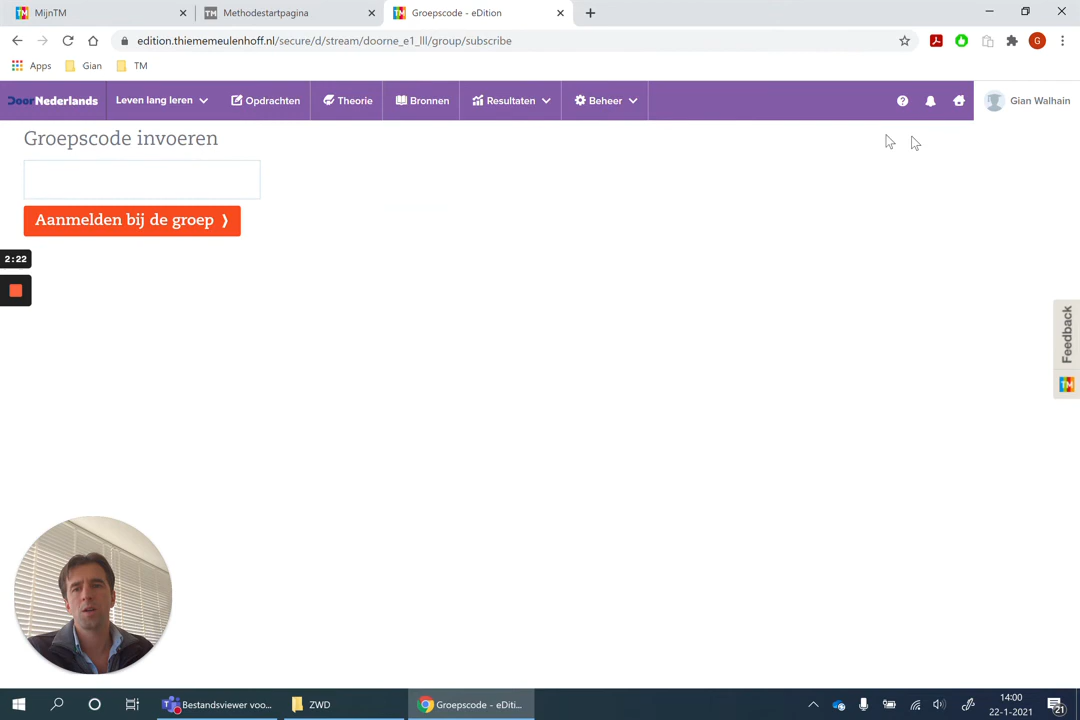 MijnTM
Methodestartpagina
Groepscode - eDition
edition.thiememeulenhoff.nl/secure/d/stream/doorne_e1_lll/group/subscribe
G
Apps
Gian
TM
DoorNederlands
Leven lang leren
Opdrachten
Theorie
Bronnen
Resultaten
Beheer
Gian Walhain
Groepscode invoeren
Aanmelden bij de groep
2:22
Feedback
TM
Bestandsviewer voo...
ZWD
Groepscode - eDiti...
14:00
22-1-2021
21